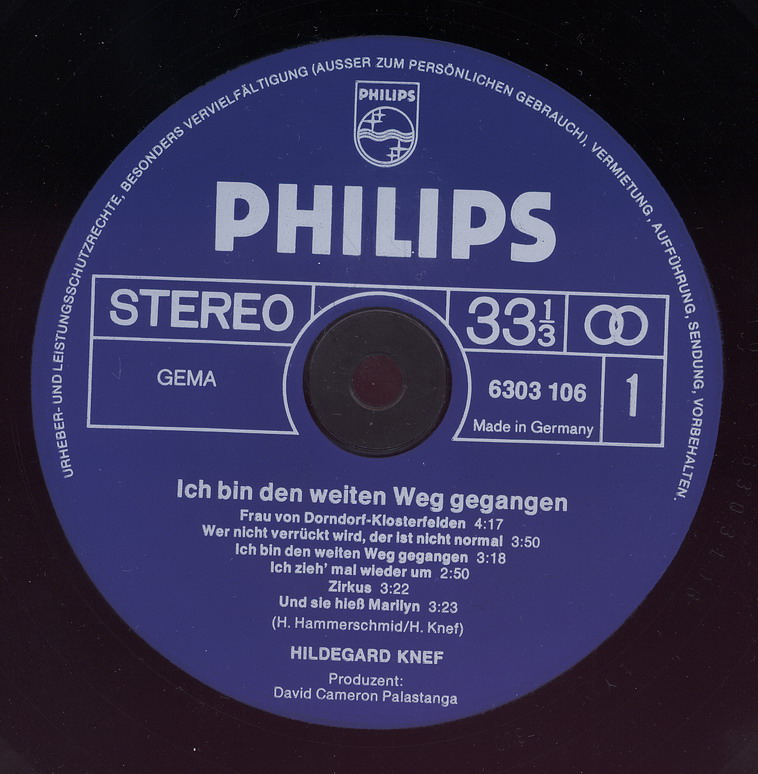 URHEBER- UND LEISTUNGSSCHUTZRECHTE, BESONDERS VERVIELFÄLTIGUNG (AUSSER ZUM PERSÖNLICHEN GEBRAUCH), VERMIETUNG, AUFFÜHRUNG, SENDUNG, VORBEHALTEN.
PHILIPS
PHILIPS
STEREO
33 1/3
GEMA
6303 106
1
Made in Germany
Ich bin den weiten Weg gegangen
Frau von Dorndorf-Klosterfelden 4:17
Wer nicht verrückt wird, der ist nicht normal 3:50
Ich bin den weiten Weg gegangen 3:18
Ich zieh' mal wieder um 2:50
Zirkus 3:22
Und sie hieß Marilyn 3:23
(H. Hammerschmid/H. Knef)
HILDEGARD KNEF
Produzent:
David Cameron Palastanga